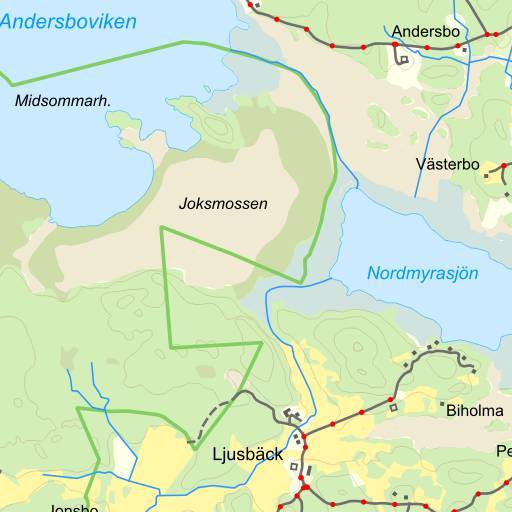 Andersboviken
Andersbo
Midsommarh.
Västerbo
Joksmossen
Nordmyrasjön
Biholma
Ljusbäck